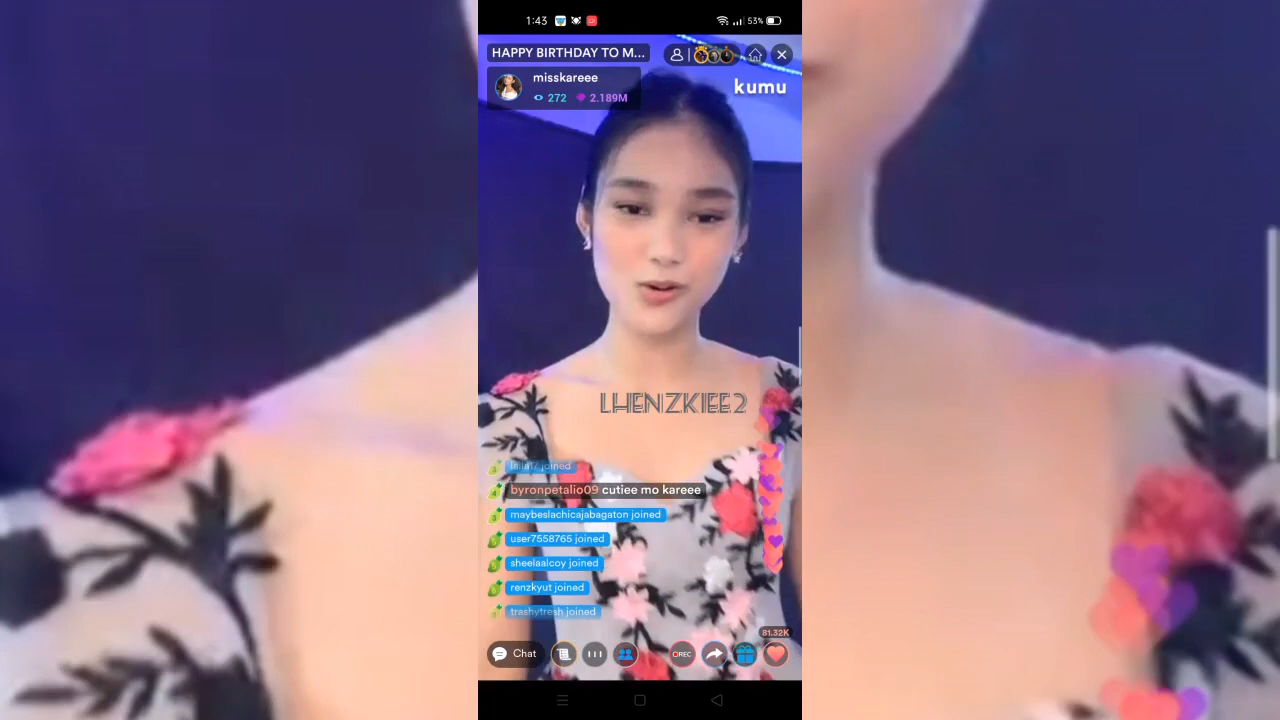 1:43
53%
HAPPY BIRTHDAY TO M...
misskareee
272 2.189M
kumu
LHENZKIEE2
byronpetalio09 cutiee mo kareee
maybeslachicajabagaton joined
user7558765 joined
sheelaalcoy joined
renzkyut joined
trashytresh joined
81.32K
Chat
REC